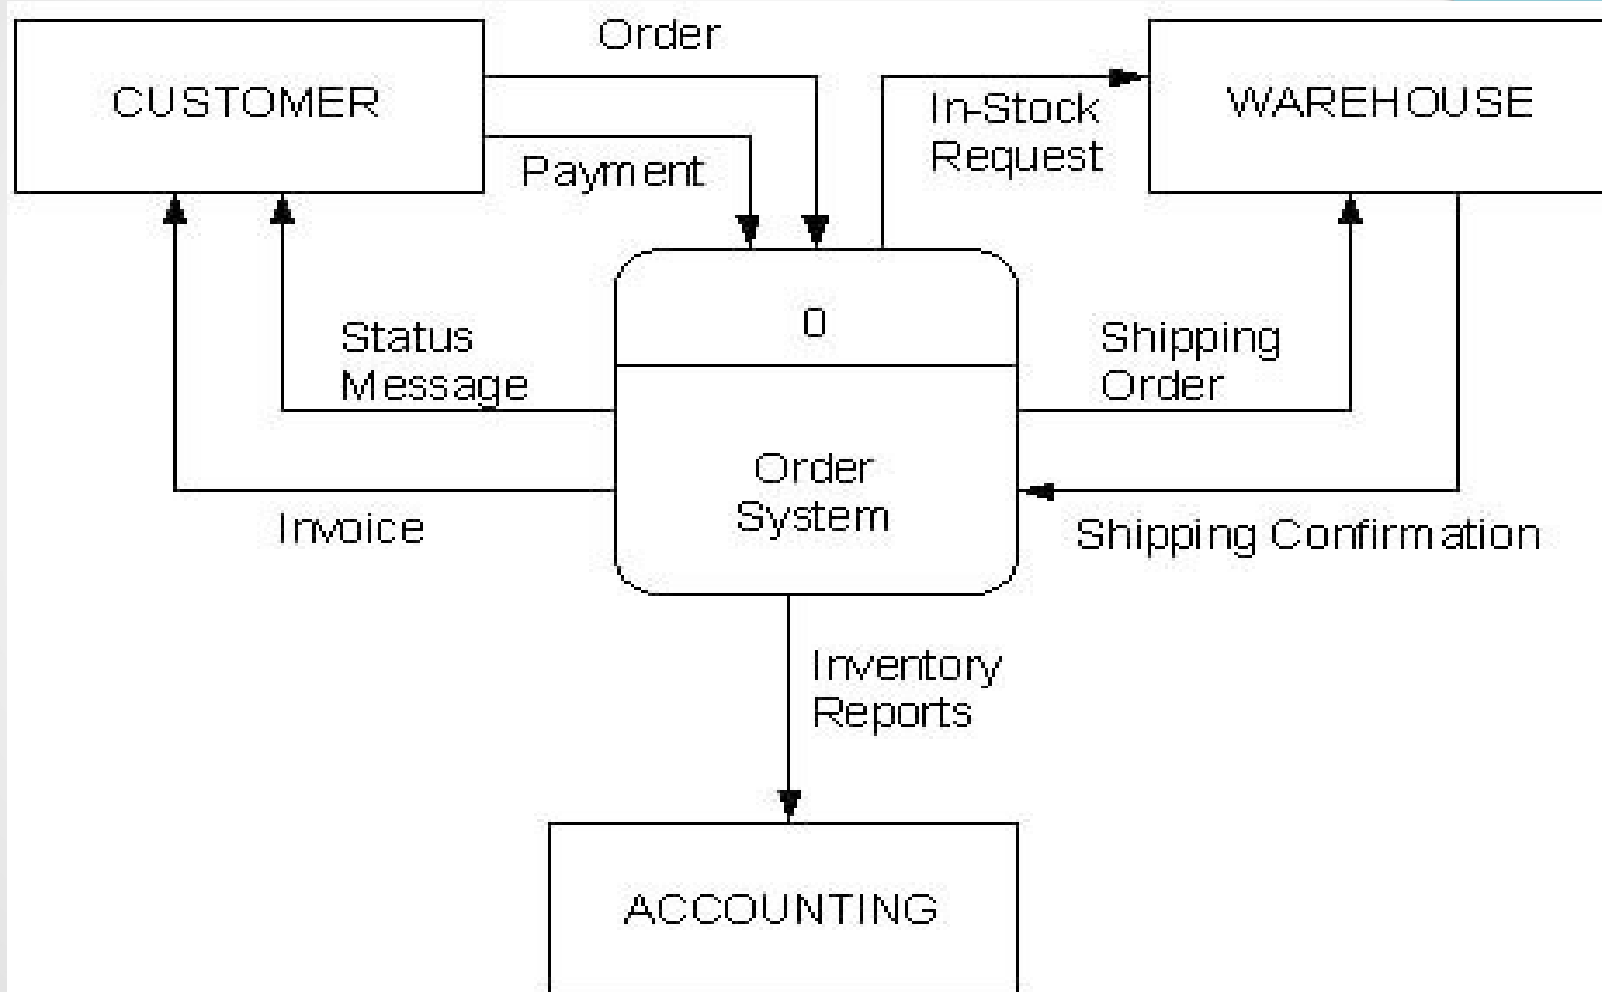 Order
CUSTOMER
WAREHOUSE
In-Stock
Request
Payment
0
Status
Message
Shipping
Order
Order
System
Invoice
Shipping Confirmation
Inventory
Reports
ACCOUNTING